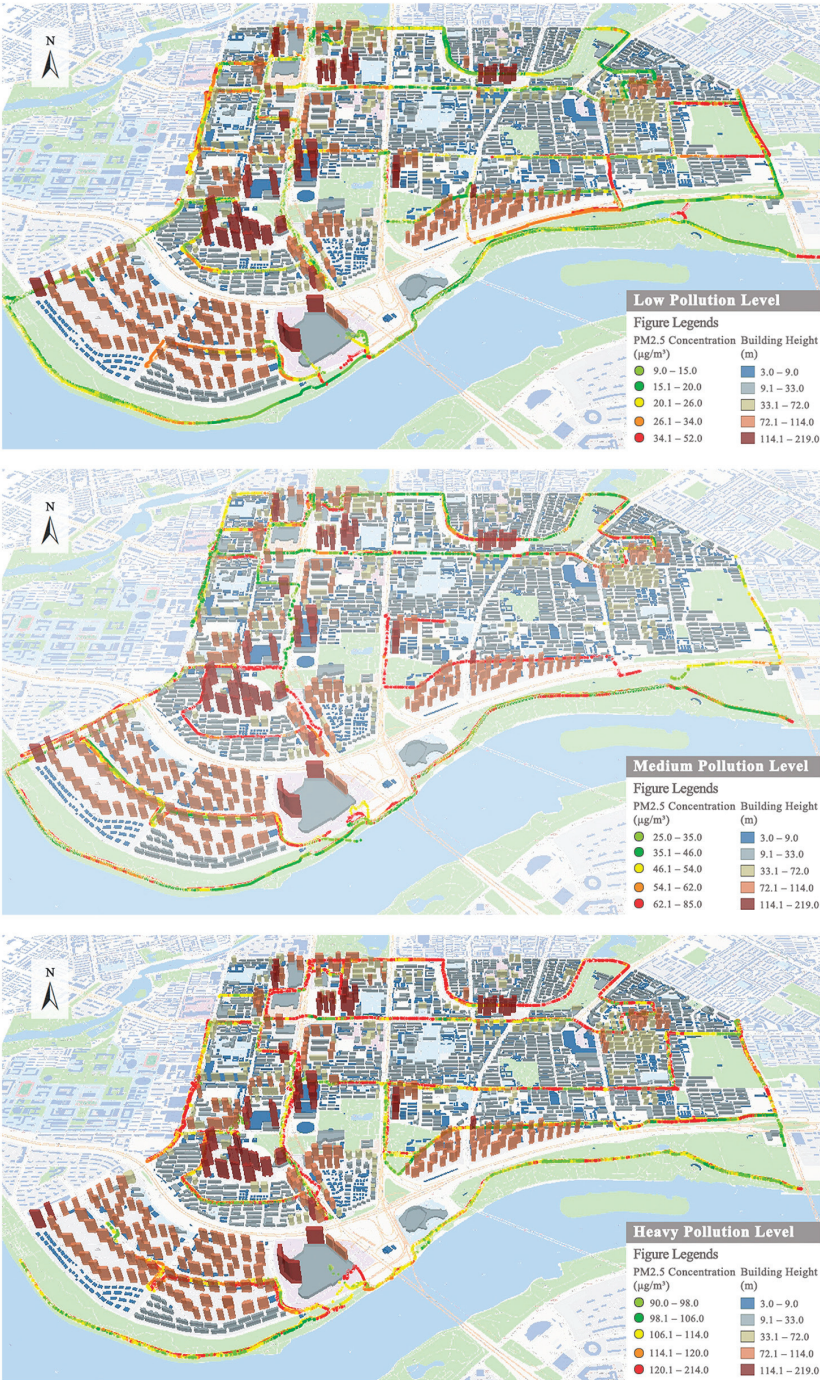 N
Low Pollution Level
Figure Legends
PM2.5 Concentration Building Height
(μg/m³) (m)
9.0 – 15.0 3.0 – 9.0
15.1 – 20.0 9.1 – 33.0
20.1 – 26.0 33.1 – 72.0
26.1 – 34.0 72.1 – 114.0
34.1 – 52.0 114.1 – 219.0
N
Medium Pollution Level
Figure Legends
PM2.5 Concentration Building Height
(μg/m³) (m)
25.0 – 35.0 3.0 – 9.0
35.1 – 46.0 9.1 – 33.0
46.1 – 54.0 33.1 – 72.0
54.1 – 62.0 72.1 – 114.0
62.1 – 85.0 114.1 – 219.0
N
Heavy Pollution Level
Figure Legends
PM2.5 Concentration Building Height
(μg/m³) (m)
90.0 – 98.0 3.0 – 9.0
98.1 – 106.0 9.1 – 33.0
106.1 – 114.0 33.1 – 72.0
114.1 – 120.0 72.1 – 114.0
120.1 – 214.0 114.1 – 219.0